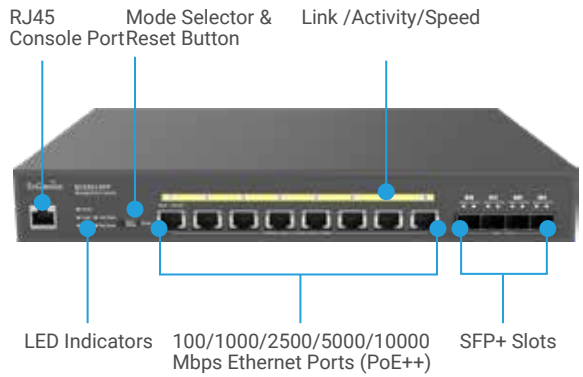 RJ45
Console Port
Mode Selector &
Reset Button
Link /Activity/Speed
EnGenius
LED Indicators
100/1000/2500/5000/10000
Mbps Ethernet Ports (PoE++)
SFP+ Slots